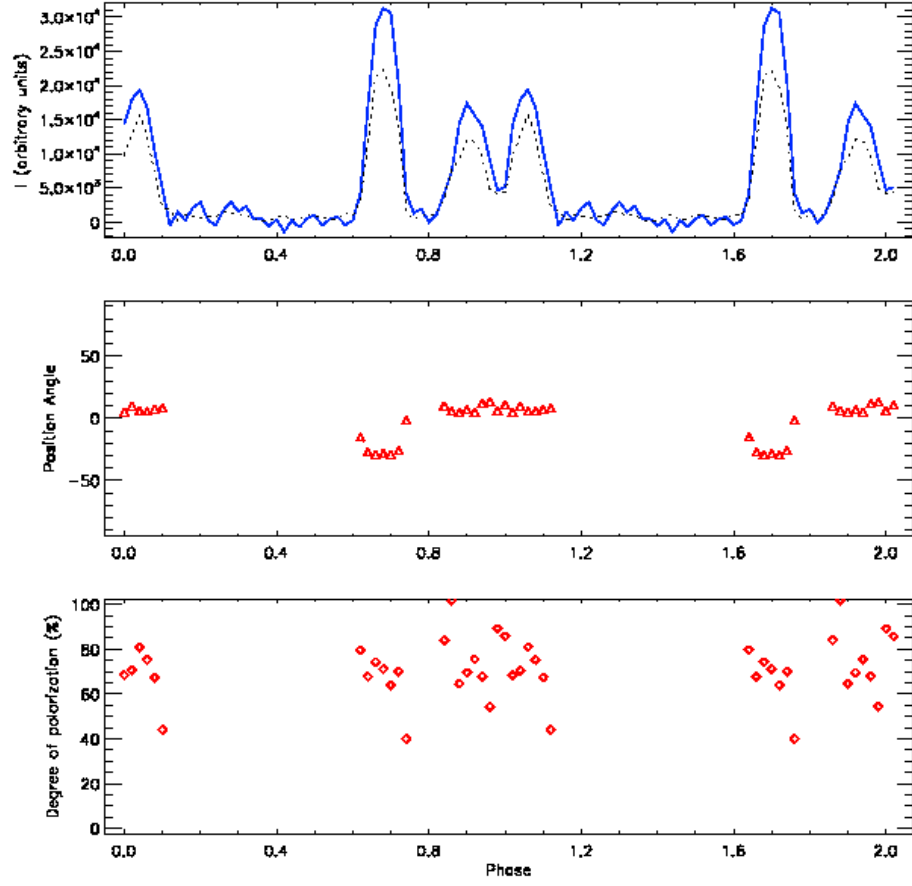 I (arbitrary units)
3.0×10⁴
2.5×10⁴
2.0×10⁴
1.5×10⁴
1.0×10⁴
5.0×10³
0
0.0 0.4 0.8 1.2 1.6 2.0
Position Angle
50
0
−50
0.0 0.4 0.8 1.2 1.6 2.0
Degree of polarization (%)
100
80
60
40
20
0
0.0 0.4 0.8 1.2 1.6 2.0
Phase